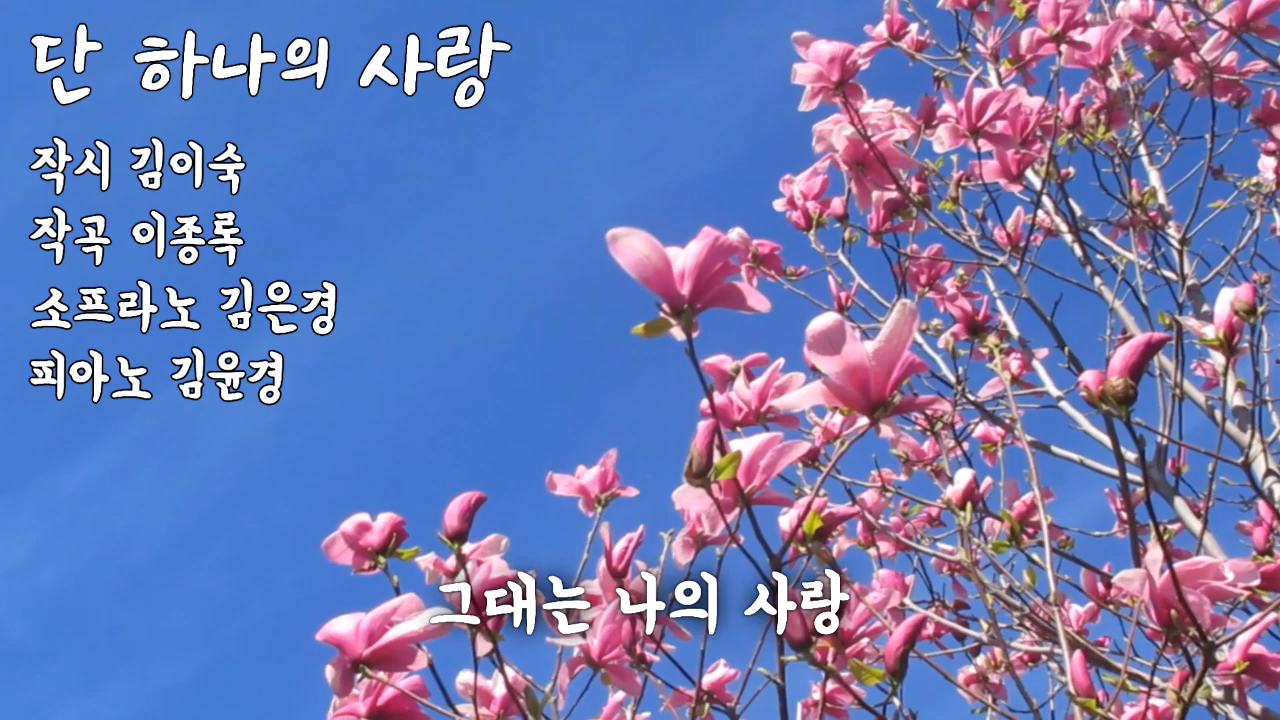 단 하나의 사랑
작시 김이숙
작곡 이종록
소프라노 김은경
피아노 김윤경
그대는 나의 사랑